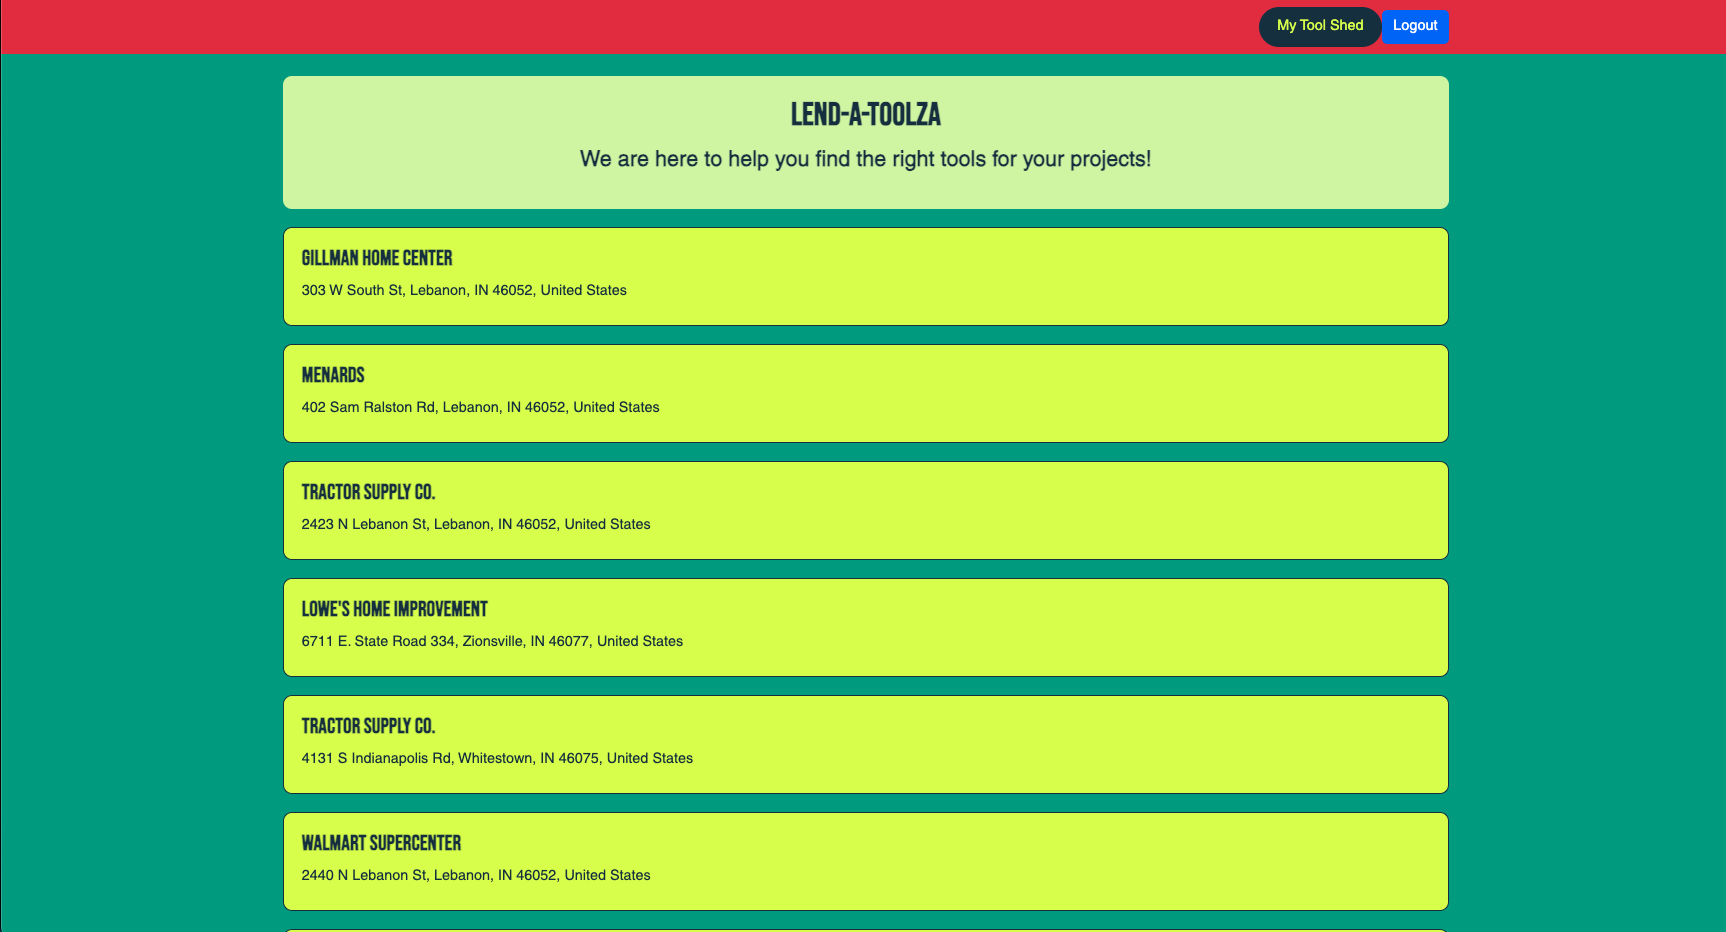 My Tool Shed
Logout
LEND-A-TOOLZA
We are here to help you find the right tools for your projects!
GILLMAN HOME CENTER
303 W South St, Lebanon, IN 46052, United States
MENARDS
402 Sam Ralston Rd, Lebanon, IN 46052, United States
TRACTOR SUPPLY CO.
2423 N Lebanon St, Lebanon, IN 46052, United States
LOWE'S HOME IMPROVEMENT
6711 E. State Road 334, Zionsville, IN 46077, United States
TRACTOR SUPPLY CO.
4131 S Indianapolis Rd, Whitestown, IN 46075, United States
WALMART SUPERCENTER
2440 N Lebanon St, Lebanon, IN 46052, United States